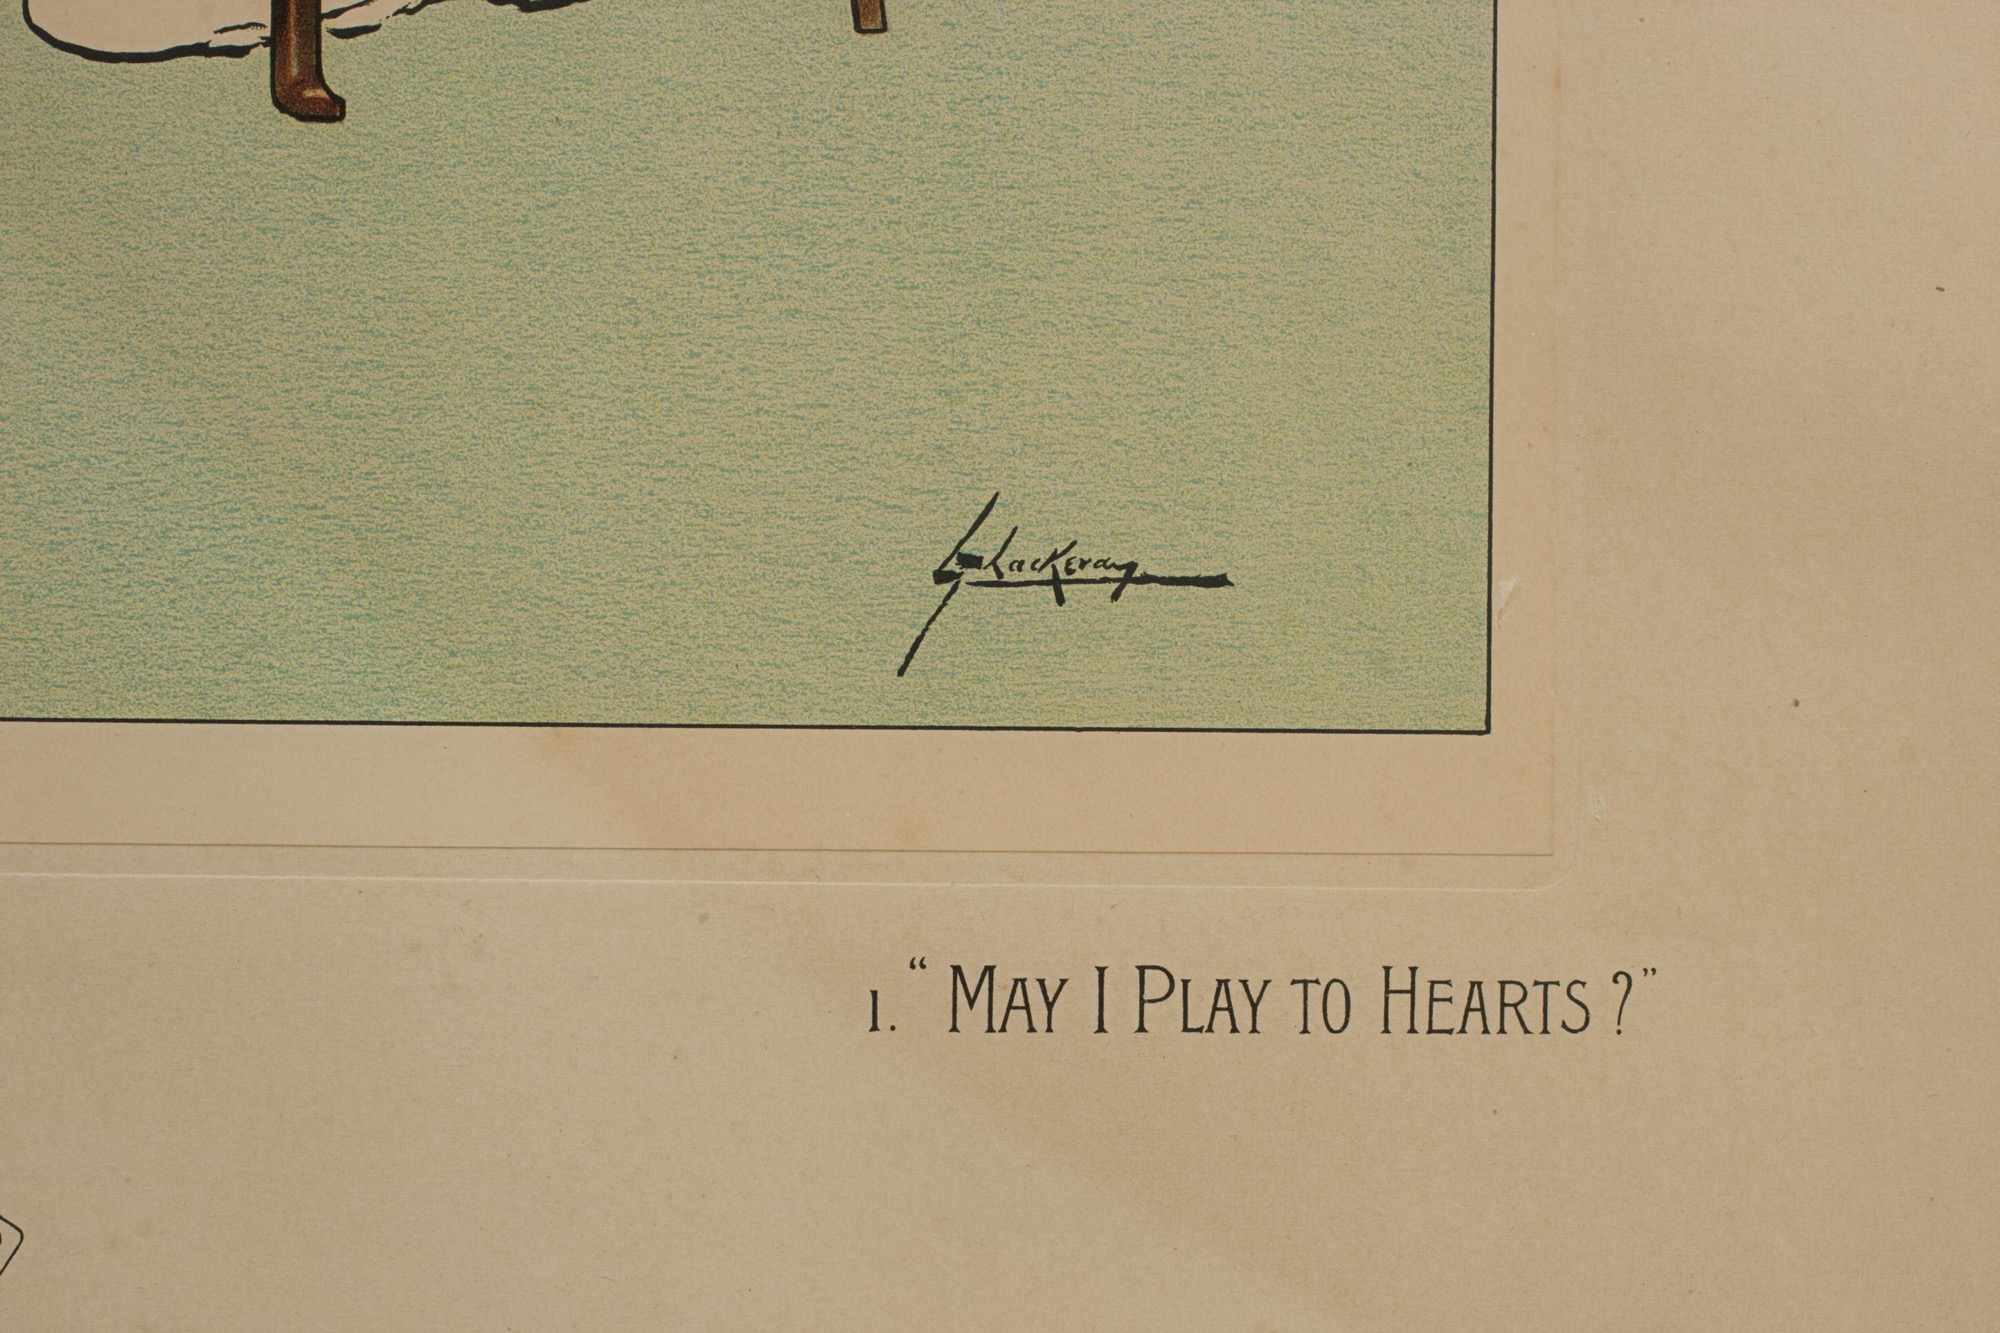 Thackeray
1. “ MAY I PLAY TO HEARTS ? ”